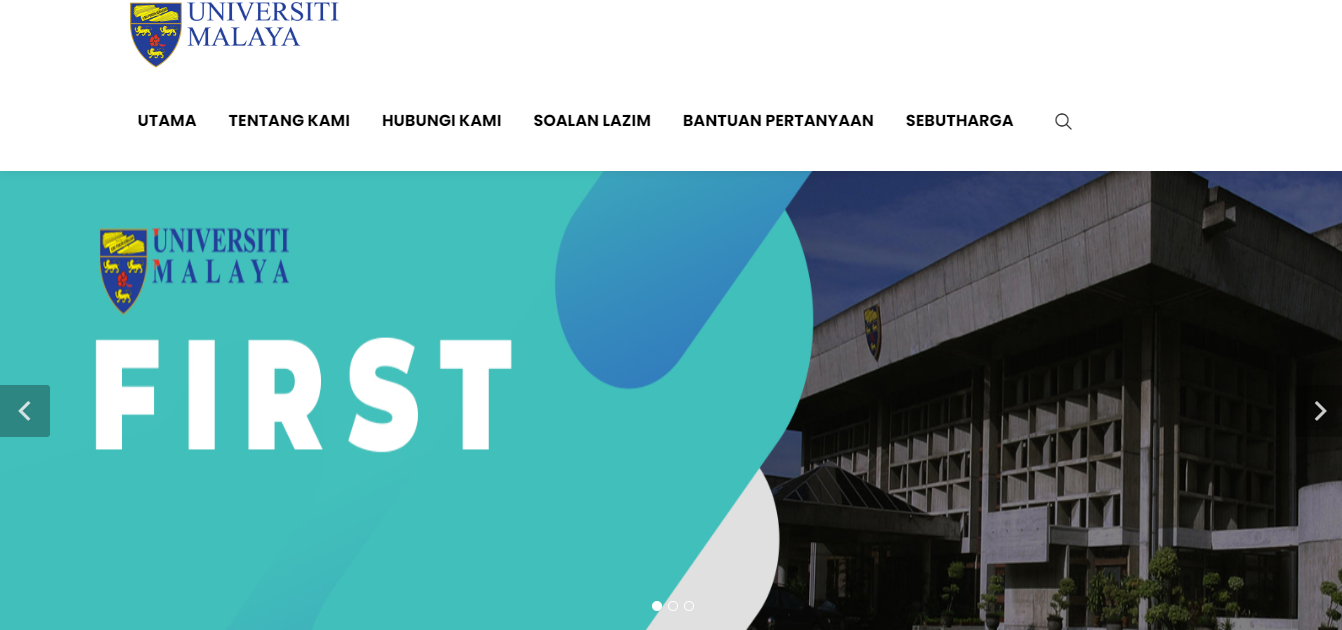 UNIVERSITI
MALAYA
UTAMA TENTANG KAMI HUBUNGI KAMI SOALAN LAZIM BANTUAN PERTANYAAN SEBUTHARGA
UNIVERSITI
MALAYA
FIRST